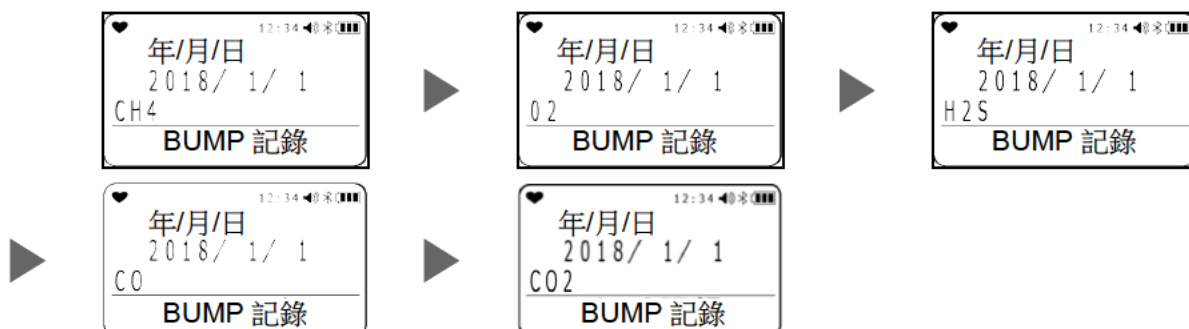 12:34
年/月/日
2018/ 1/ 1
CH4
BUMP 記錄
12:34
年/月/日
2018/ 1/ 1
O2
BUMP 記錄
12:34
年/月/日
2018/ 1/ 1
H2S
BUMP 記錄
12:34
年/月/日
2018/ 1/ 1
CO
BUMP 記錄
12:34
年/月/日
2018/ 1/ 1
CO2
BUMP 記錄